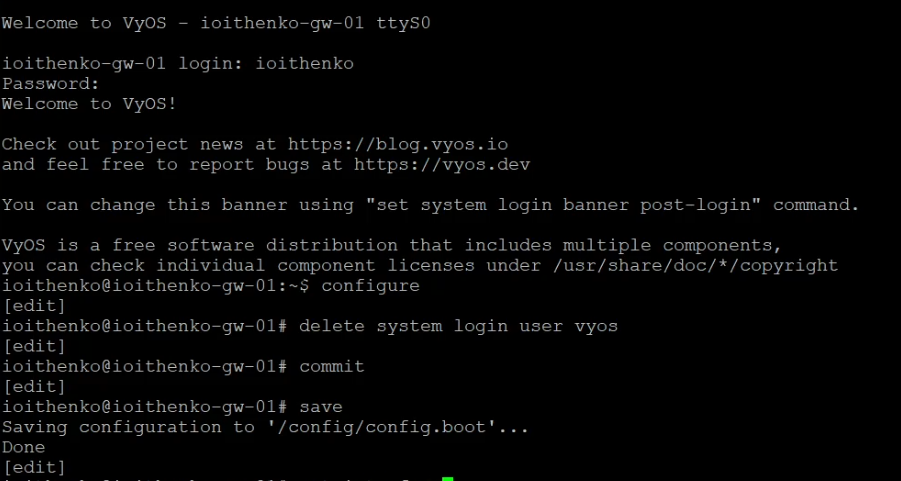 Welcome to VyOS - ioithenko-gw-01 ttyS0
ioithenko-gw-01 login: ioithenko
Password:
Welcome to VyOS!
Check out project news at https://blog.vyos.io
and feel free to report bugs at https://vyos.dev
You can change this banner using "set system login banner post-login" command.
VyOS is a free software distribution that includes multiple components,
you can check individual component licenses under /usr/share/doc/*/copyright
ioithenko@ioithenko-gw-01:~$ configure
[edit]
ioithenko@ioithenko-gw-01# delete system login user vyos
[edit]
ioithenko@ioithenko-gw-01# commit
[edit]
ioithenko@ioithenko-gw-01# save
Saving configuration to '/config/config.boot'...
Done
[edit]